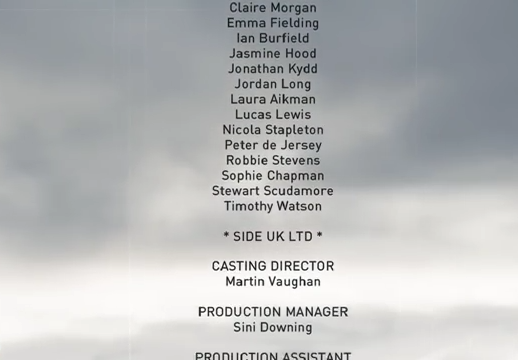 Claire Morgan
Emma Fielding
Ian Burfield
Jasmine Hood
Jonathan Kydd
Jordan Long
Laura Aikman
Lucas Lewis
Nicola Stapleton
Peter de Jersey
Robbie Stevens
Sophie Chapman
Stewart Scudamore
Timothy Watson
* SIDE UK LTD *
CASTING DIRECTOR
Martin Vaughan
PRODUCTION MANAGER
Sini Downing
PRODUCTION ASSISTANT